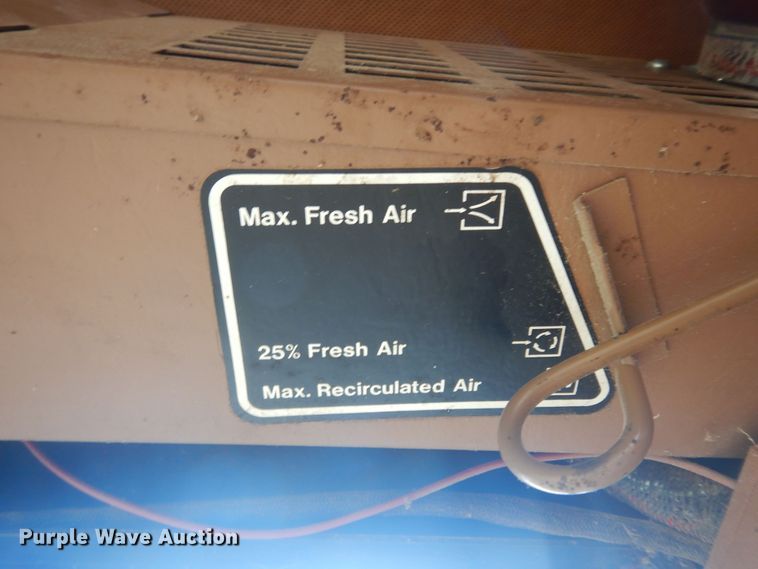 Max. Fresh Air
25% Fresh Air
Max. Recirculated Air
Purple Wave Auction